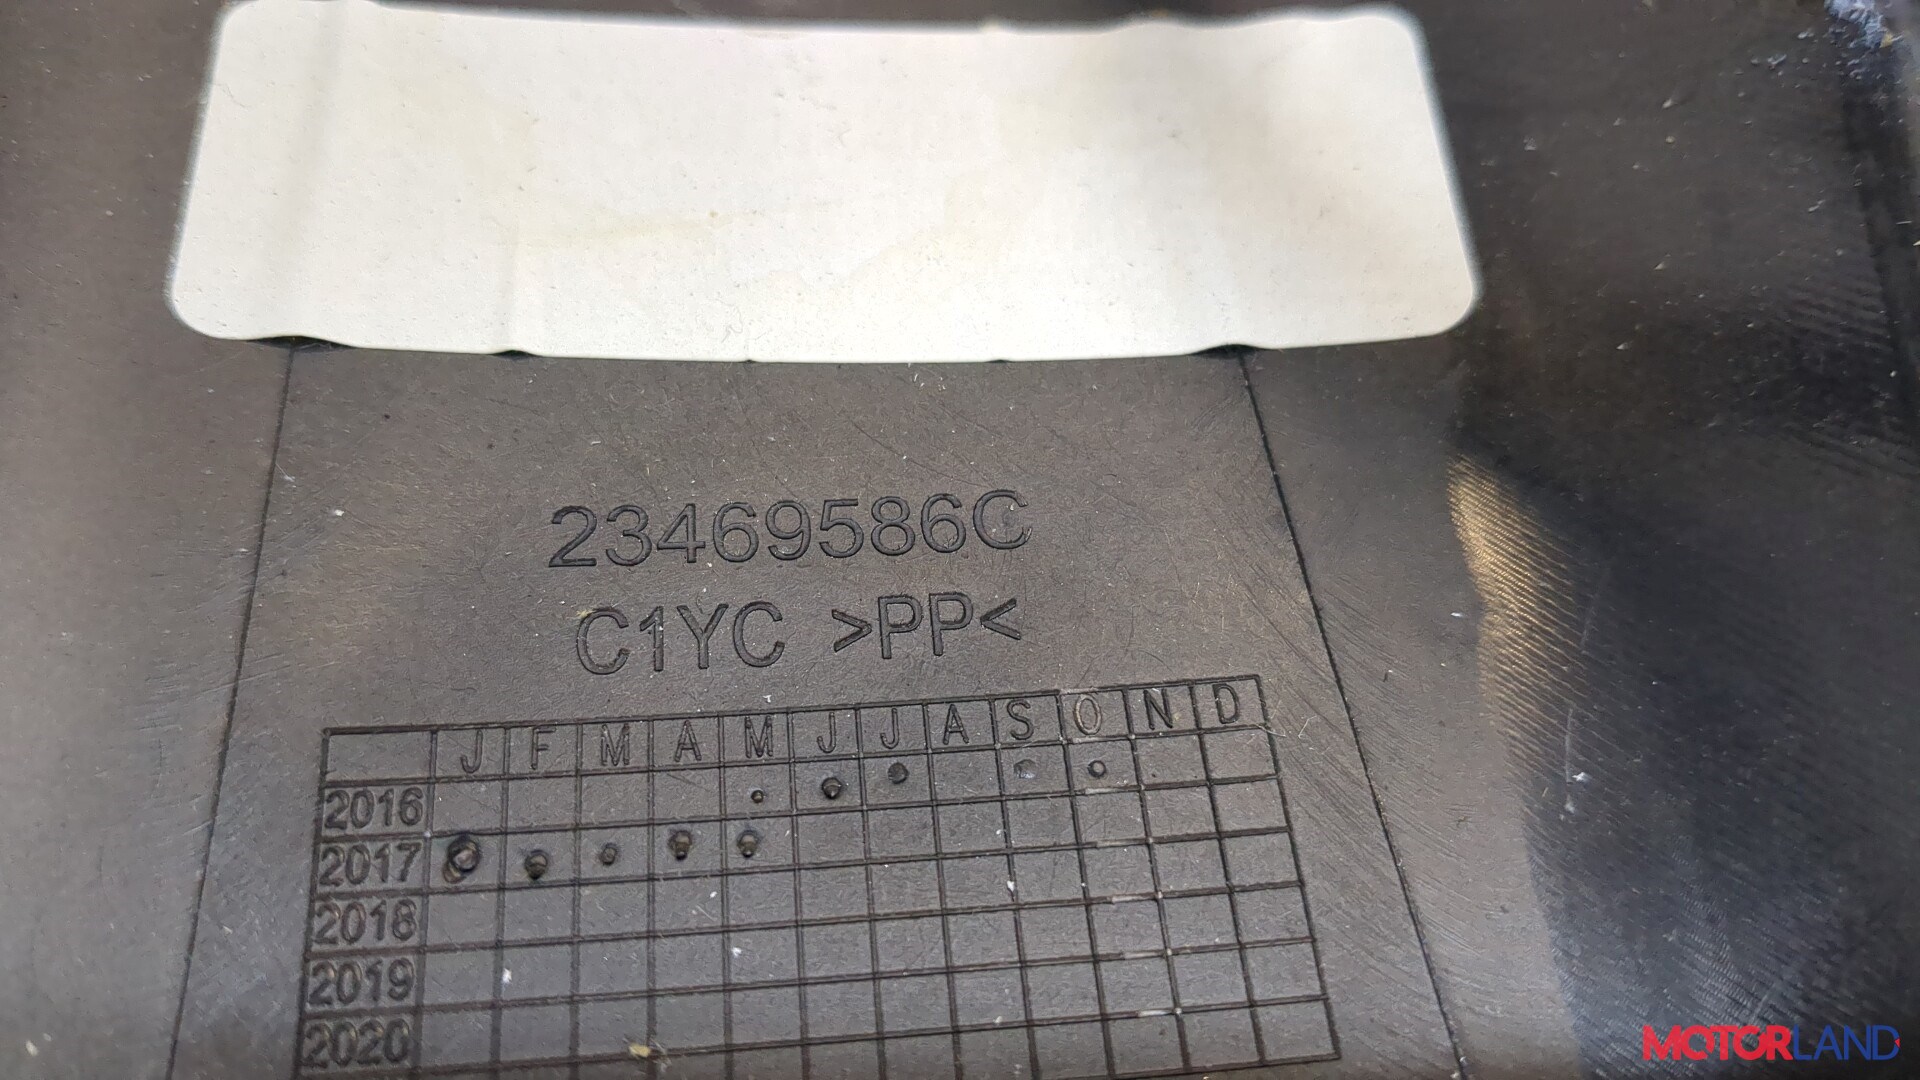 23469586C
C1YC >PP<
J F M A M J J A S O N D
2016
2017
2018
2019
2020
MOTORLAND